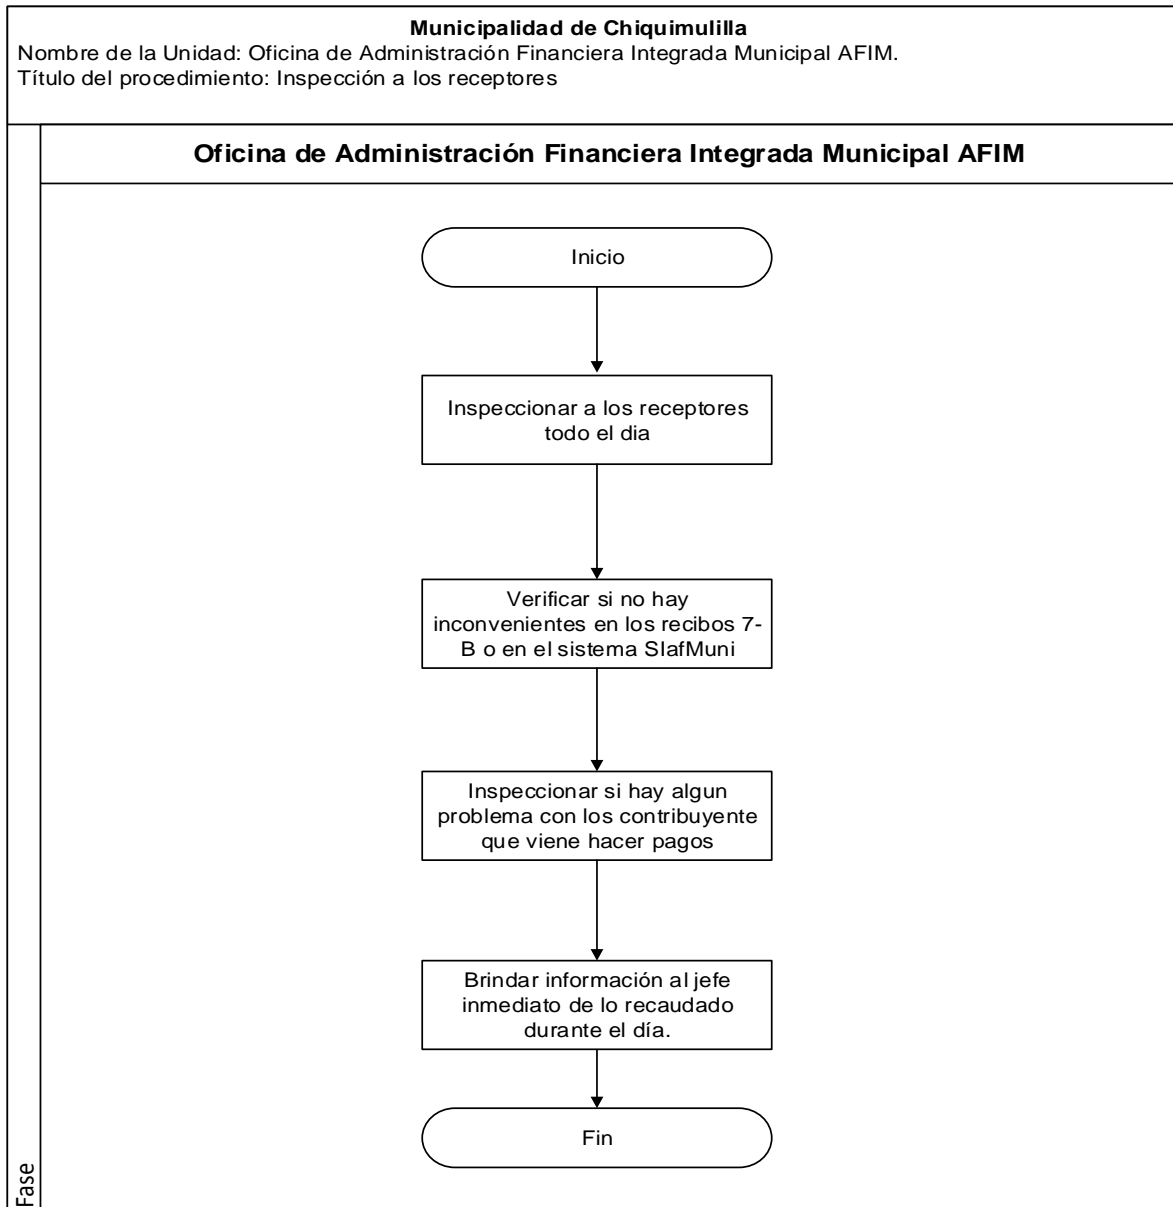 Municipalidad de Chiquimulilla
Nombre de la Unidad: Oficina de Administración Financiera Integrada Municipal AFIM.
Título del procedimiento: Inspección a los receptores
Oficina de Administración Financiera Integrada Municipal AFIM
Inicio
Inspeccionar a los receptores
todo el dia
Verificar si no hay
inconvenientes en los recibos 7-
B o en el sistema SIafMuni
Inspeccionar si hay algun
problema con los contribuyente
que viene hacer pagos
Brindar información al jefe
inmediato de lo recaudado
durante el día.
Fin
Fase